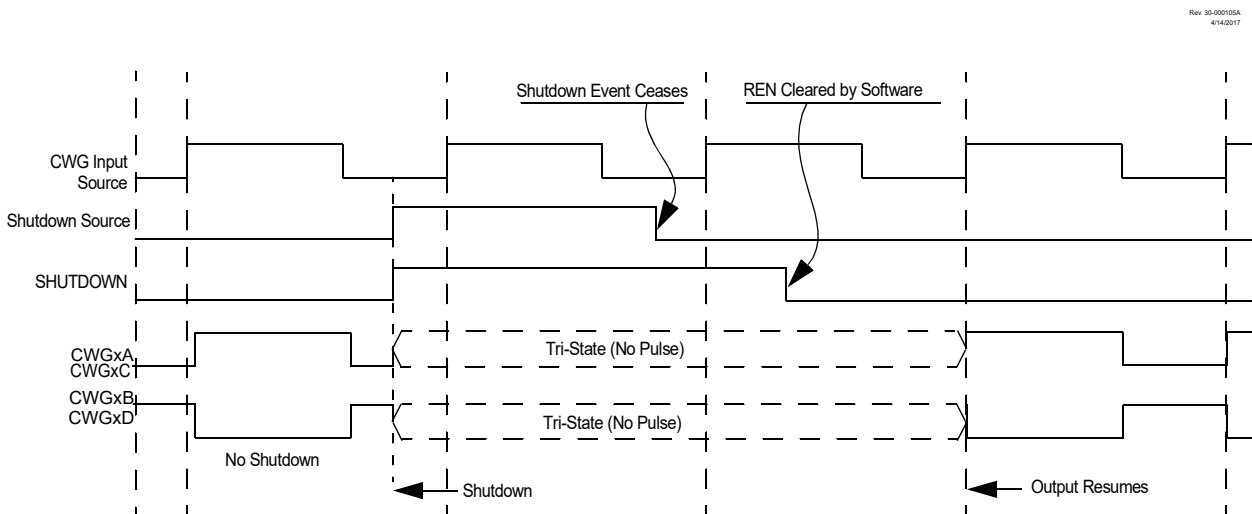 Rev. 30-000105A
4/14/2017
Shutdown Event Ceases
REN Cleared by Software
CWG Input
Source
Shutdown Source
SHUTDOWN
CWGxA
CWGxC
Tri-State (No Pulse)
CWGxB
CWGxD
Tri-State (No Pulse)
No Shutdown
Shutdown
Output Resumes